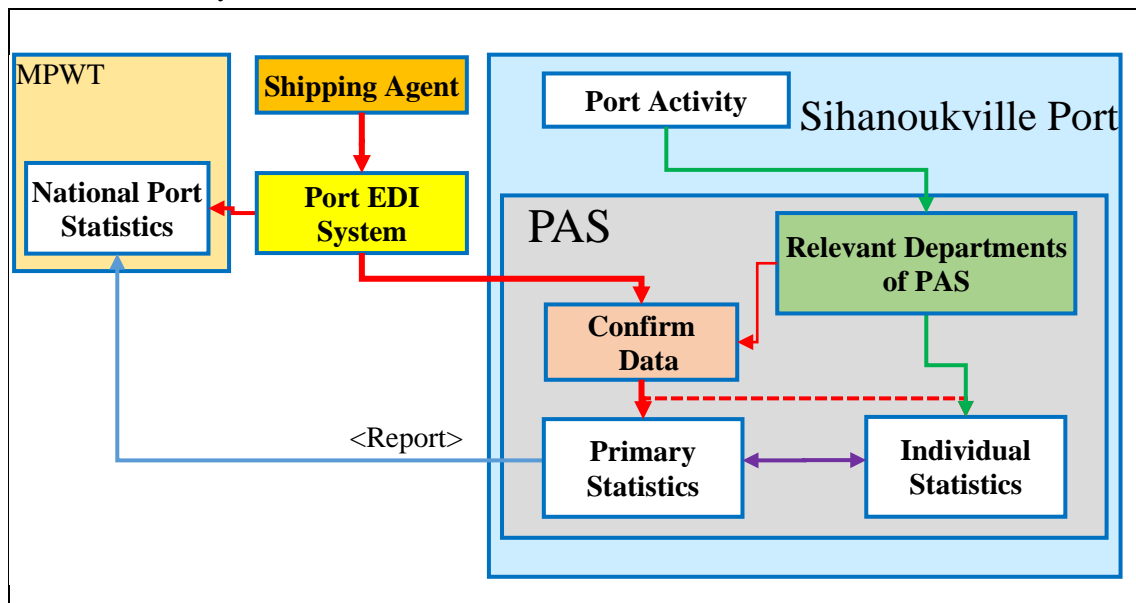 MPWT
Shipping Agent
Port Activity
Sihanoukville Port
National Port
Statistics
Port EDI
System
PAS
Relevant Departments
of PAS
Confirm
Data
<Report>
Primary
Statistics
Individual
Statistics